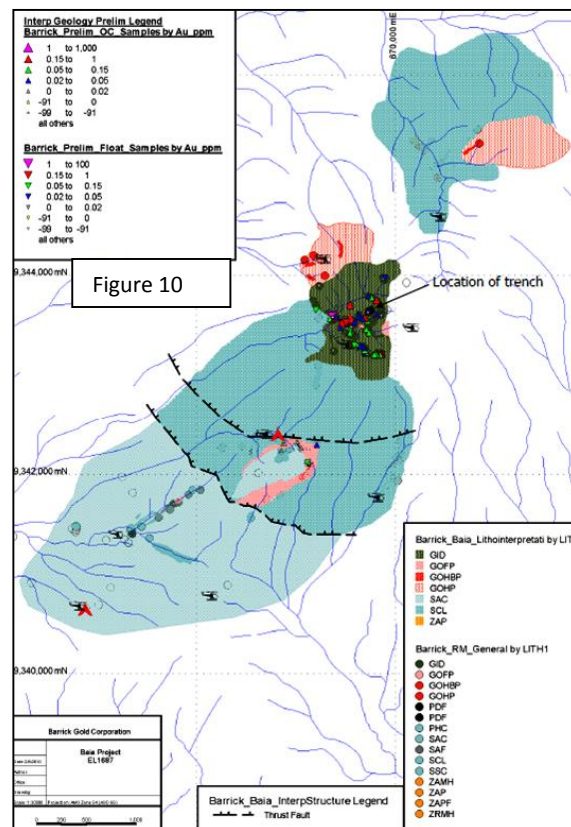 Interp Geology Prelim Legend
Barrick_Prelim_OC_Samples by Au_ppm
1 to 1,000
0.15 to 1
0.05 to 0.15
0.02 to 0.05
0 to 0.02
-91 to 0
-99 to -91
all others
Barrick_Prelim_Float_Samples by Au_ppm
1 to 100
0.15 to 1
0.05 to 0.15
0.02 to 0.05
0 to 0.02
-91 to 0
-99 to -91
all others
670,000 mE
9,344,000 mN
Figure 10
Location of trench
9,342,000 mN
9,340,000 mN
Barrick_Baia_Lithointerpretati by LIT
GID
GOFP
GOHBP
GOHP
SAC
SCL
ZAP
Barrick_RM_General by LITH1
GID
GOFP
GOHBP
GOHP
PDF
PDF
PHC
SAC
SAF
SCL
SSC
ZAMH
ZAP
ZAPF
ZRMH
Barrick Gold Corporation
Baia Project
EL1687
0 500 1,000
Barrick_Baia_InterpStructure Legend
Thrust Fault